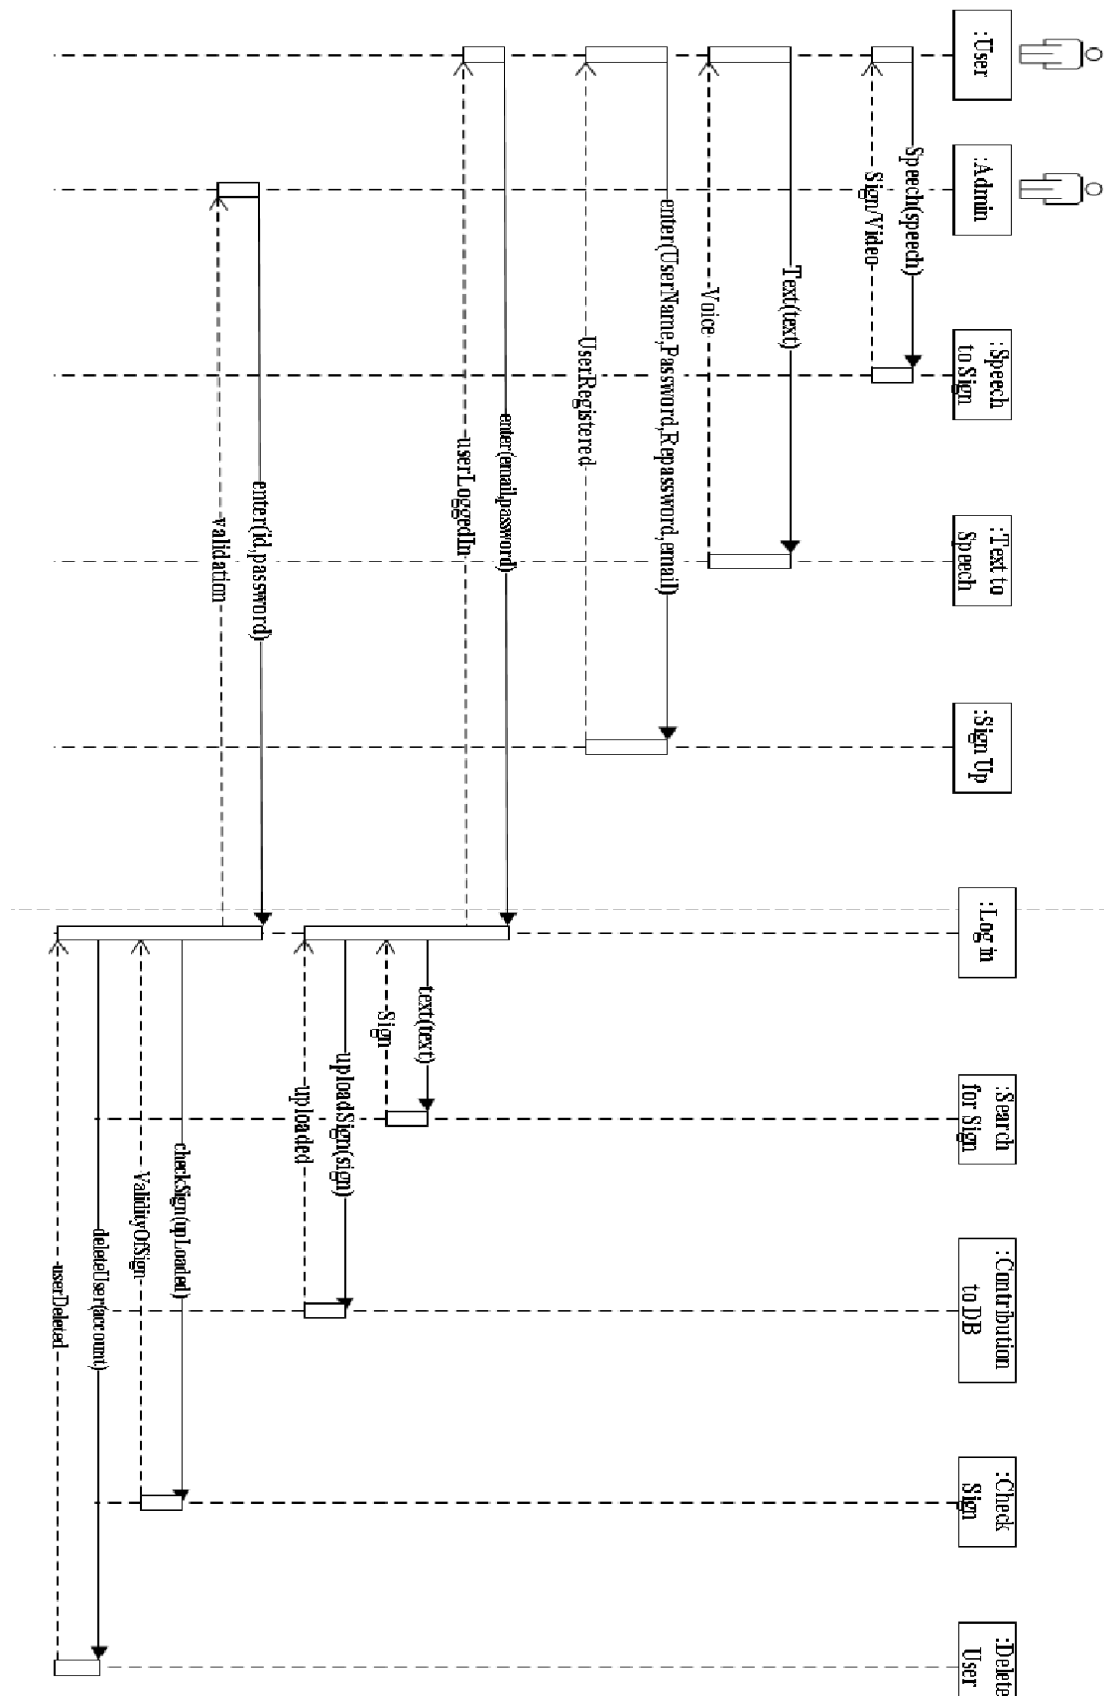 :User
:Admin
:Speech
to Sign
:Text to
Speech
:Sign Up
:Log in
:Search
for Sign
:Contribution
to DB
:Check
Sign
:Delete
User
Speech(speech)
Sign/Video
Text(text)
Voice
enter(UserName,Password,Repassword,email)
UserRegistered
enter(email,password)
userLoggedIn
text(text)
Sign
uploadSign(sign)
uploaded
enter(id,password)
validation
checkSign(upLoaded)
ValidityOfSign
deleteUser(account)
userDeleted